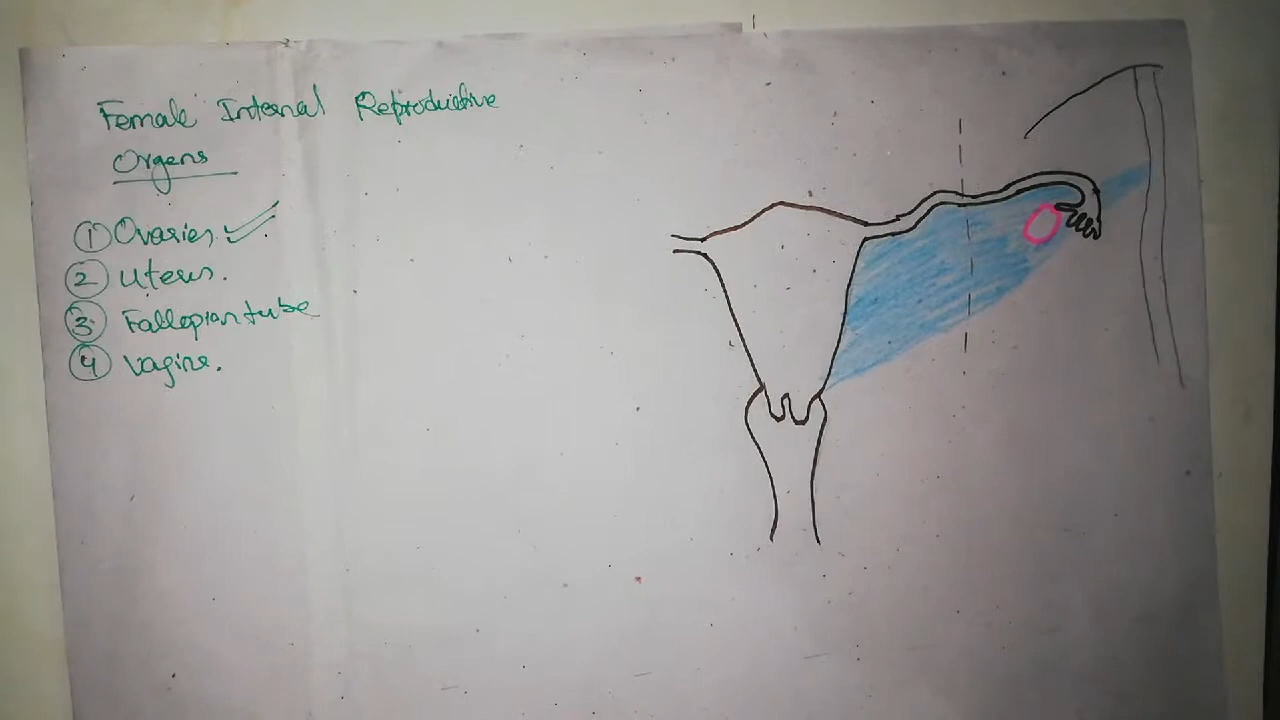 Female Internal Reproductive
Organs
① Ovaries
② Uterus.
③ Fallopian tube
④ Vagina.